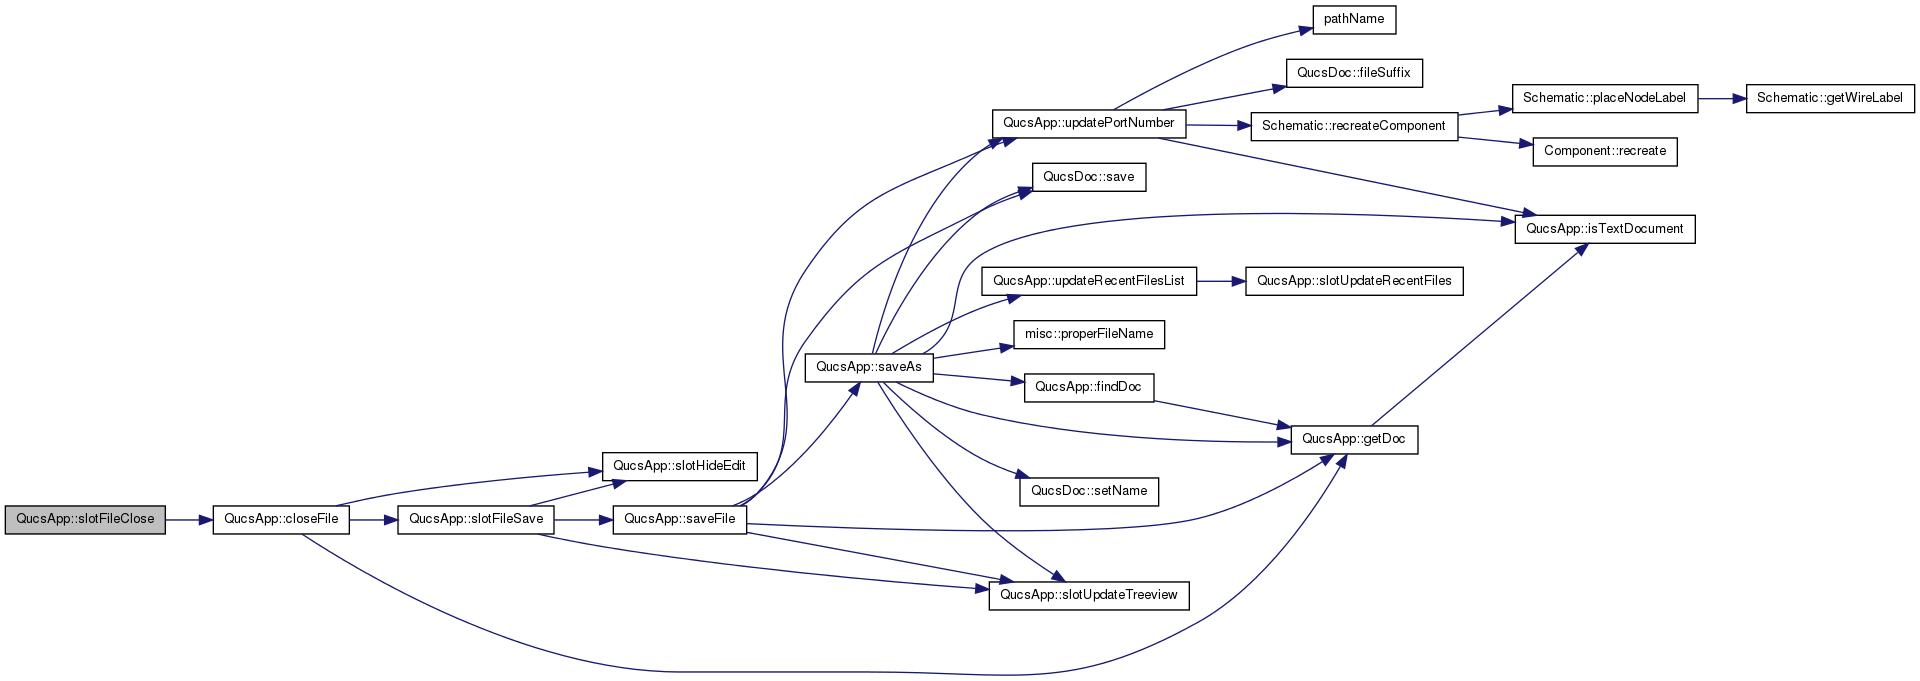 pathName
QucsDoc::fileSuffix
Schematic::placeNodeLabel
Schematic::getWireLabel
QucsApp::updatePortNumber
Schematic::recreateComponent
Component::recreate
QucsDoc::save
QucsApp::isTextDocument
QucsApp::updateRecentFilesList
QucsApp::slotUpdateRecentFiles
misc::properFileName
QucsApp::saveAs
QucsApp::findDoc
QucsApp::getDoc
QucsApp::slotHideEdit
QucsDoc::setName
QucsApp::slotFileClose
QucsApp::closeFile
QucsApp::slotFileSave
QucsApp::saveFile
QucsApp::slotUpdateTreeview